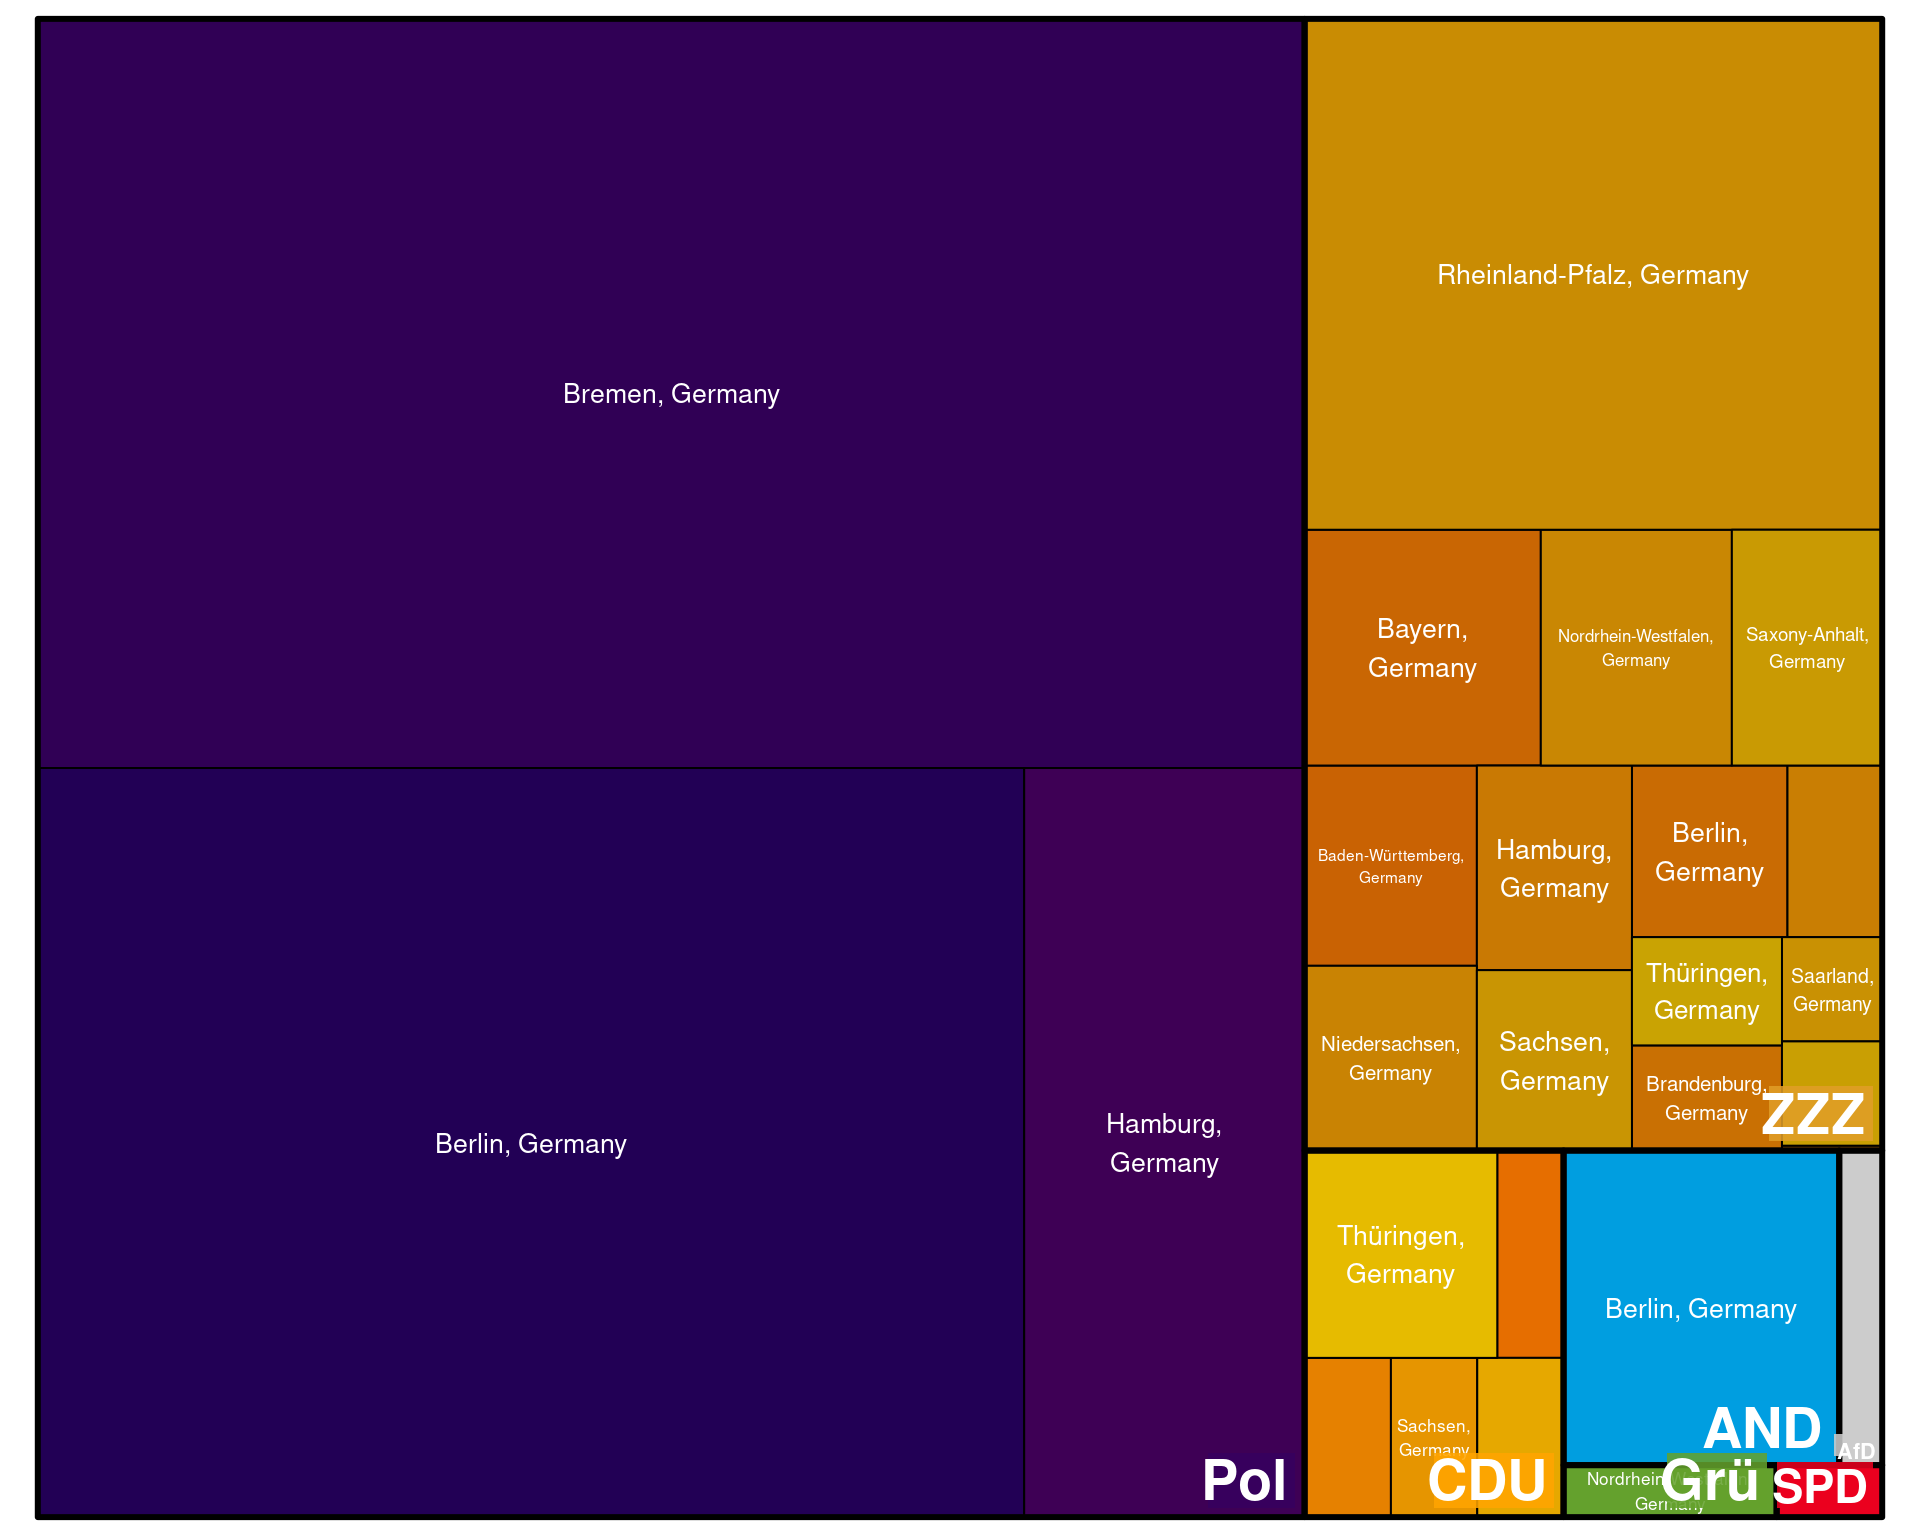 Bremen, Germany
Berlin, Germany
Hamburg,
Germany
Pol
Rheinland-Pfalz, Germany
Bayern,
Germany
Nordrhein-Westfalen,
Germany
Saxony-Anhalt,
Germany
Baden-Württemberg,
Germany
Hamburg,
Germany
Berlin,
Germany
Niedersachsen,
Germany
Sachsen,
Germany
Thüringen,
Germany
Saarland,
Germany
Brandenburg,
Germany
ZZZ
Thüringen,
Germany
Sachsen,
Germany
CDU
Berlin, Germany
AND
AfD
Germany
Grü
SPD